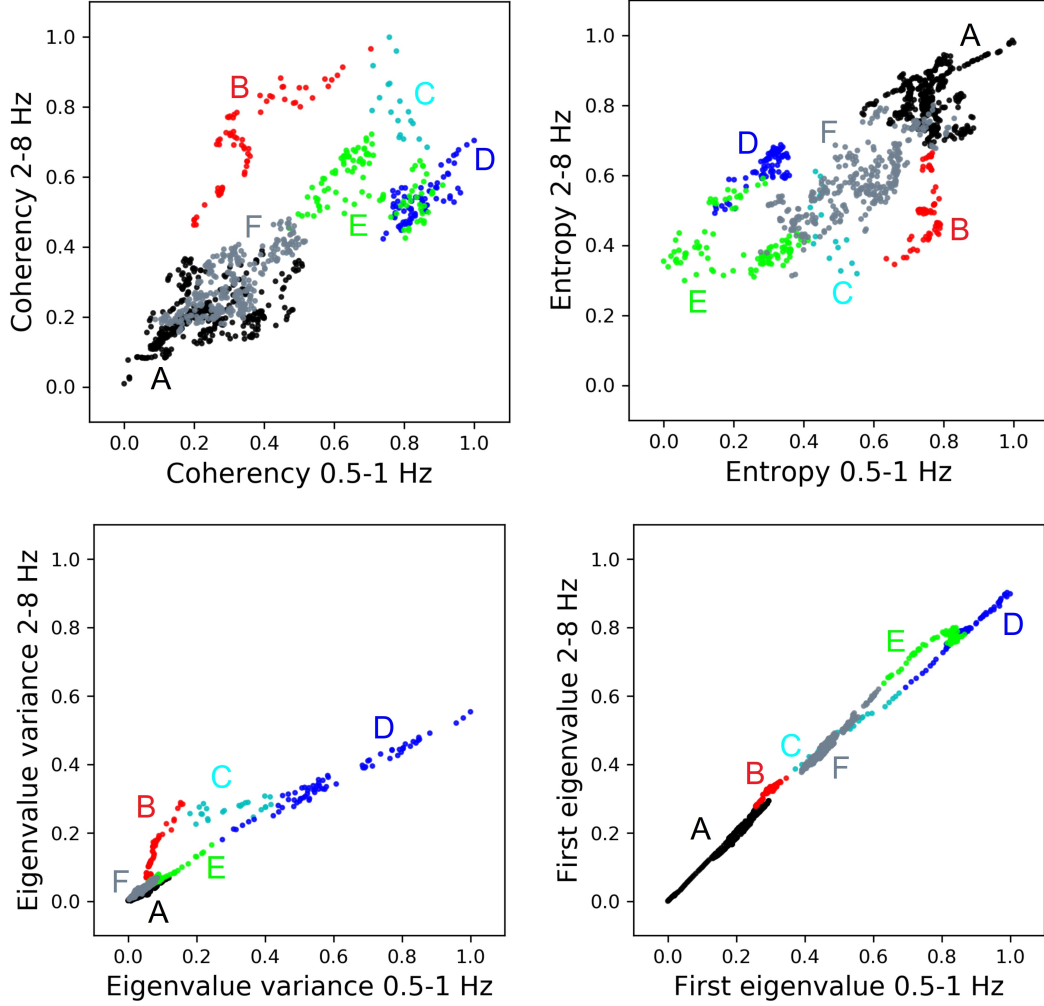 Coherency 2-8 Hz
1.0
0.8
0.6
0.4
0.2
0.0
B
C
D
E
F
A
0.0 0.2 0.4 0.6 0.8 1.0
Coherency 0.5-1 Hz
Entropy 2-8 Hz
1.0
0.8
0.6
0.4
0.2
0.0
A
F
D
B
C
E
0.0 0.2 0.4 0.6 0.8 1.0
Entropy 0.5-1 Hz
Eigenvalue variance 2-8 Hz
1.0
0.8
0.6
0.4
0.2
0.0
D
C
B
E
F
A
0.0 0.2 0.4 0.6 0.8 1.0
Eigenvalue variance 0.5-1 Hz
First eigenvalue 2-8 Hz
1.0
0.8
0.6
0.4
0.2
0.0
E
D
C
B
F
A
0.0 0.2 0.4 0.6 0.8 1.0
First eigenvalue 0.5-1 Hz